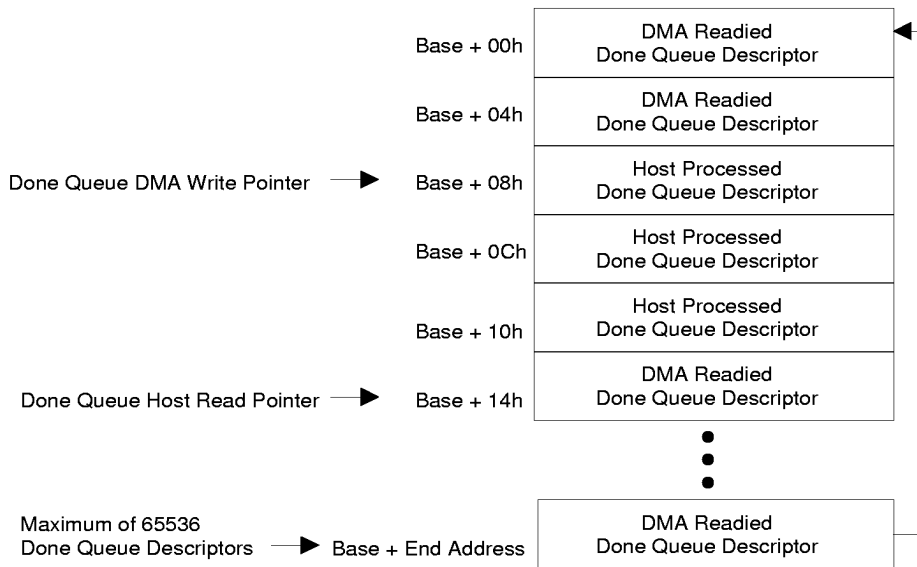 Base + 00h
DMA Readied
Done Queue Descriptor
Base + 04h
DMA Readied
Done Queue Descriptor
Done Queue DMA Write Pointer
Base + 08h
Host Processed
Done Queue Descriptor
Base + 0Ch
Host Processed
Done Queue Descriptor
Base + 10h
Host Processed
Done Queue Descriptor
Done Queue Host Read Pointer
Base + 14h
DMA Readied
Done Queue Descriptor
Maximum of 65536
Done Queue Descriptors
Base + End Address
DMA Readied
Done Queue Descriptor